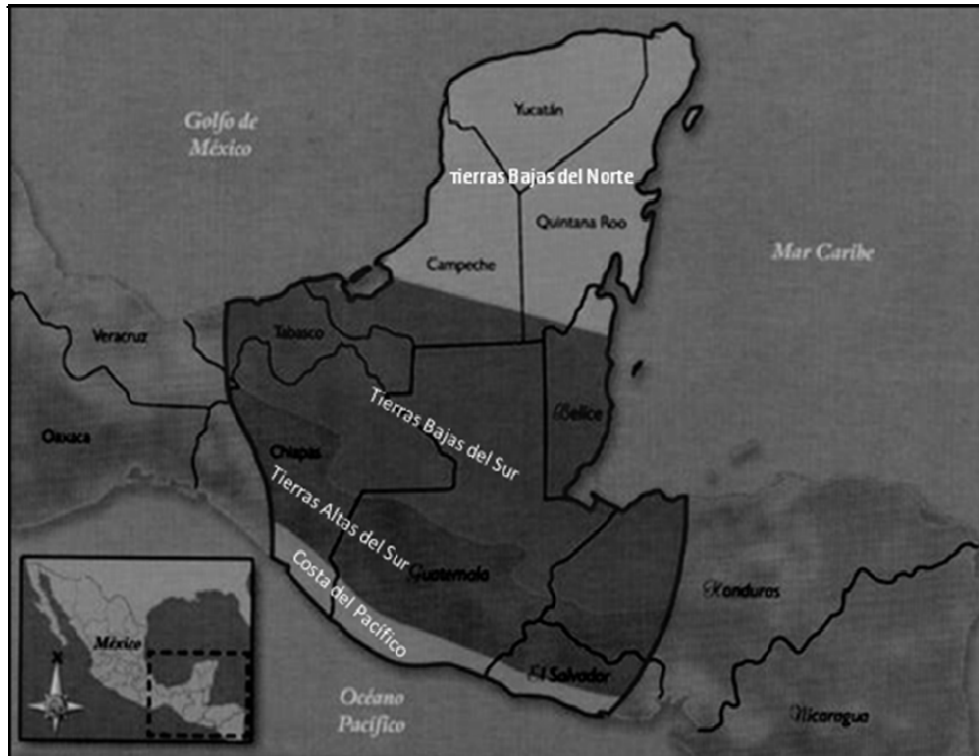 Golfo de
México
Yucatán
Tierras Bajas del Norte
Quintana Roo
Mar Caribe
Campeche
Veracruz
Tabasco
Tierras Bajas del Sur
Belice
Oaxaca
Chiapas
Tierras Altas del Sur
Guatemala
Costa del Pacífico
Honduras
México
El Salvador
Océano
Pacífico
Nicaragua